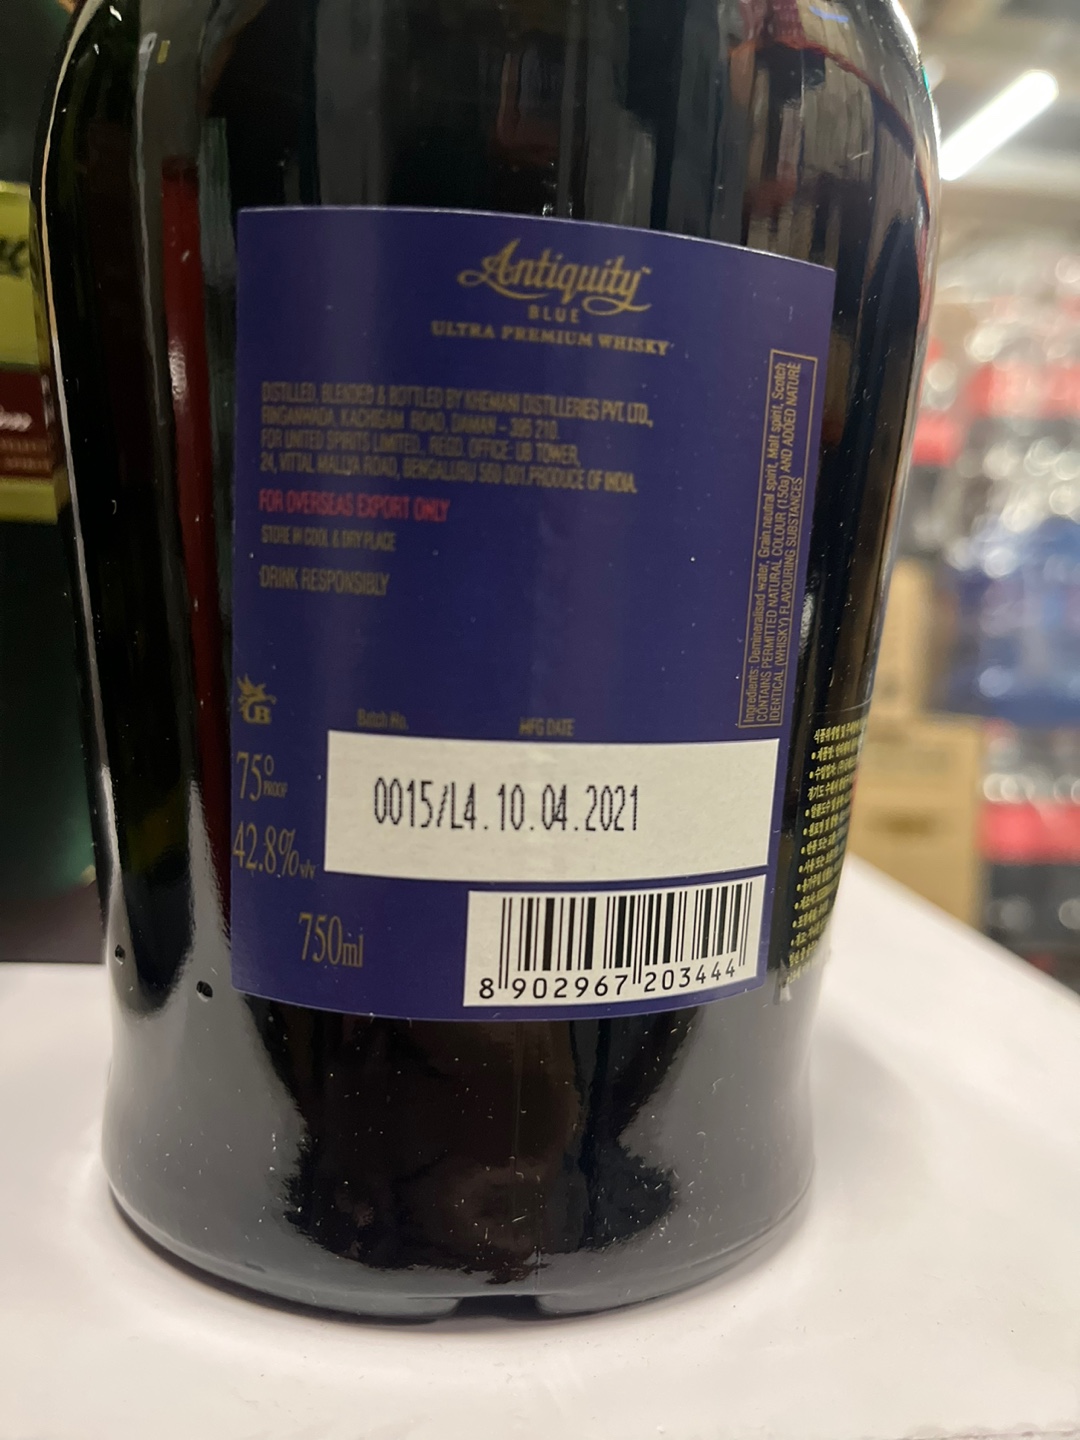 Antiquity
BLUE
ULTRA PREMIUM WHISKY
DISTILLED, BLENDED & BOTTLED BY KHEMANI DISTILLERIES PVT. LTD.,
RINGANWADA, KACHIGAM ROAD, DAMAN - 396 210.
FOR UNITED SPIRITS LIMITED., REGD. OFFICE: UB TOWER,
24, VITTAL MALLYA ROAD, BENGALURU 560 001.PRODUCE OF INDIA.
FOR OVERSEAS EXPORT ONLY
STORE IN COOL & DRY PLACE
DRINK RESPONSIBLY
Ingredients: Demineralised water, Grain neutral spirit, Malt spirit, Scotch
CONTAINS PERMITTED NATURAL COLOUR (150a) AND ADDED NATURE
IDENTICAL (WHISKY) FLAVOURING SUBSTANCES
UB
Batch No. MFG DATE
75° PROOF
0015/L4.10.04.2021
42.8% v/v
750ml
8 902967 203444